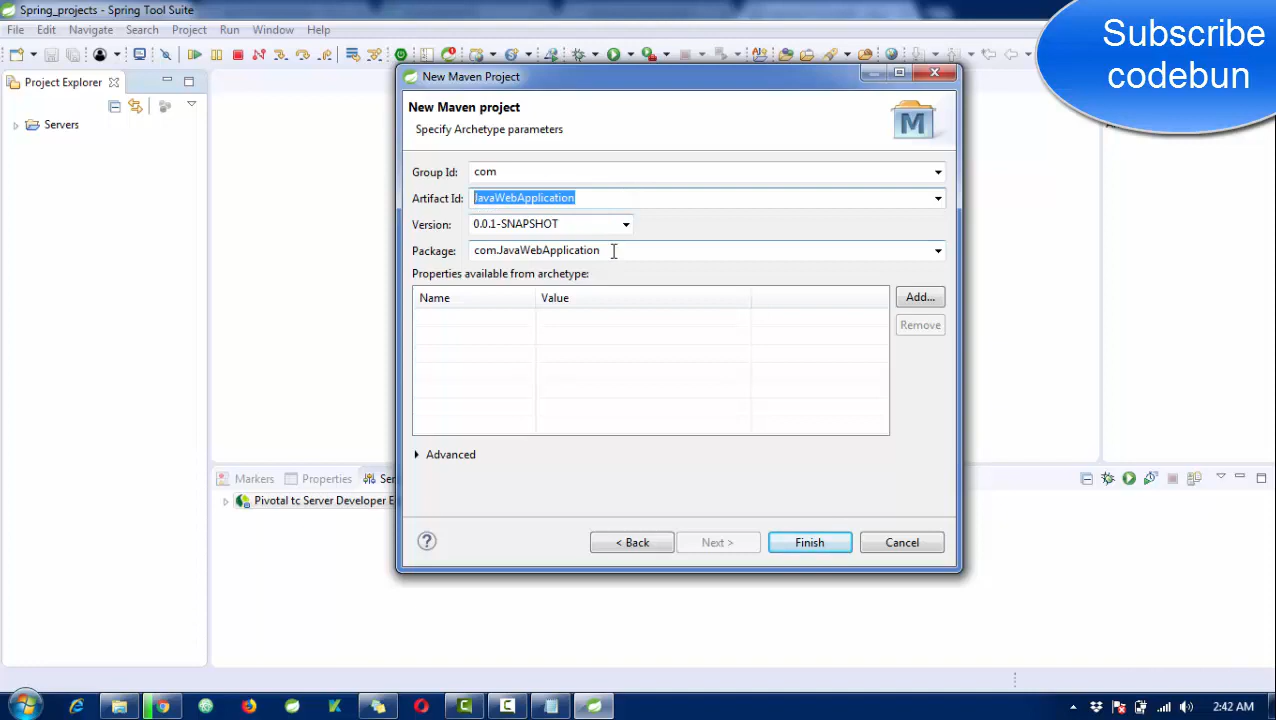 Spring_projects - Spring Tool Suite
File Edit Navigate Search Project Run Window Help
Subscribe
codebun
Project Explorer
Servers
New Maven Project
New Maven project
Specify Archetype parameters
M
Group Id: com
Artifact Id: JavaWebApplication
Version: 0.0.1-SNAPSHOT
Package: com.JavaWebApplication
Properties available from archetype:
Name Value
Add...
Remove
Advanced
Markers Properties Se
Pivotal tc Server Developer E
? < Back Next > Finish Cancel
2:42 AM